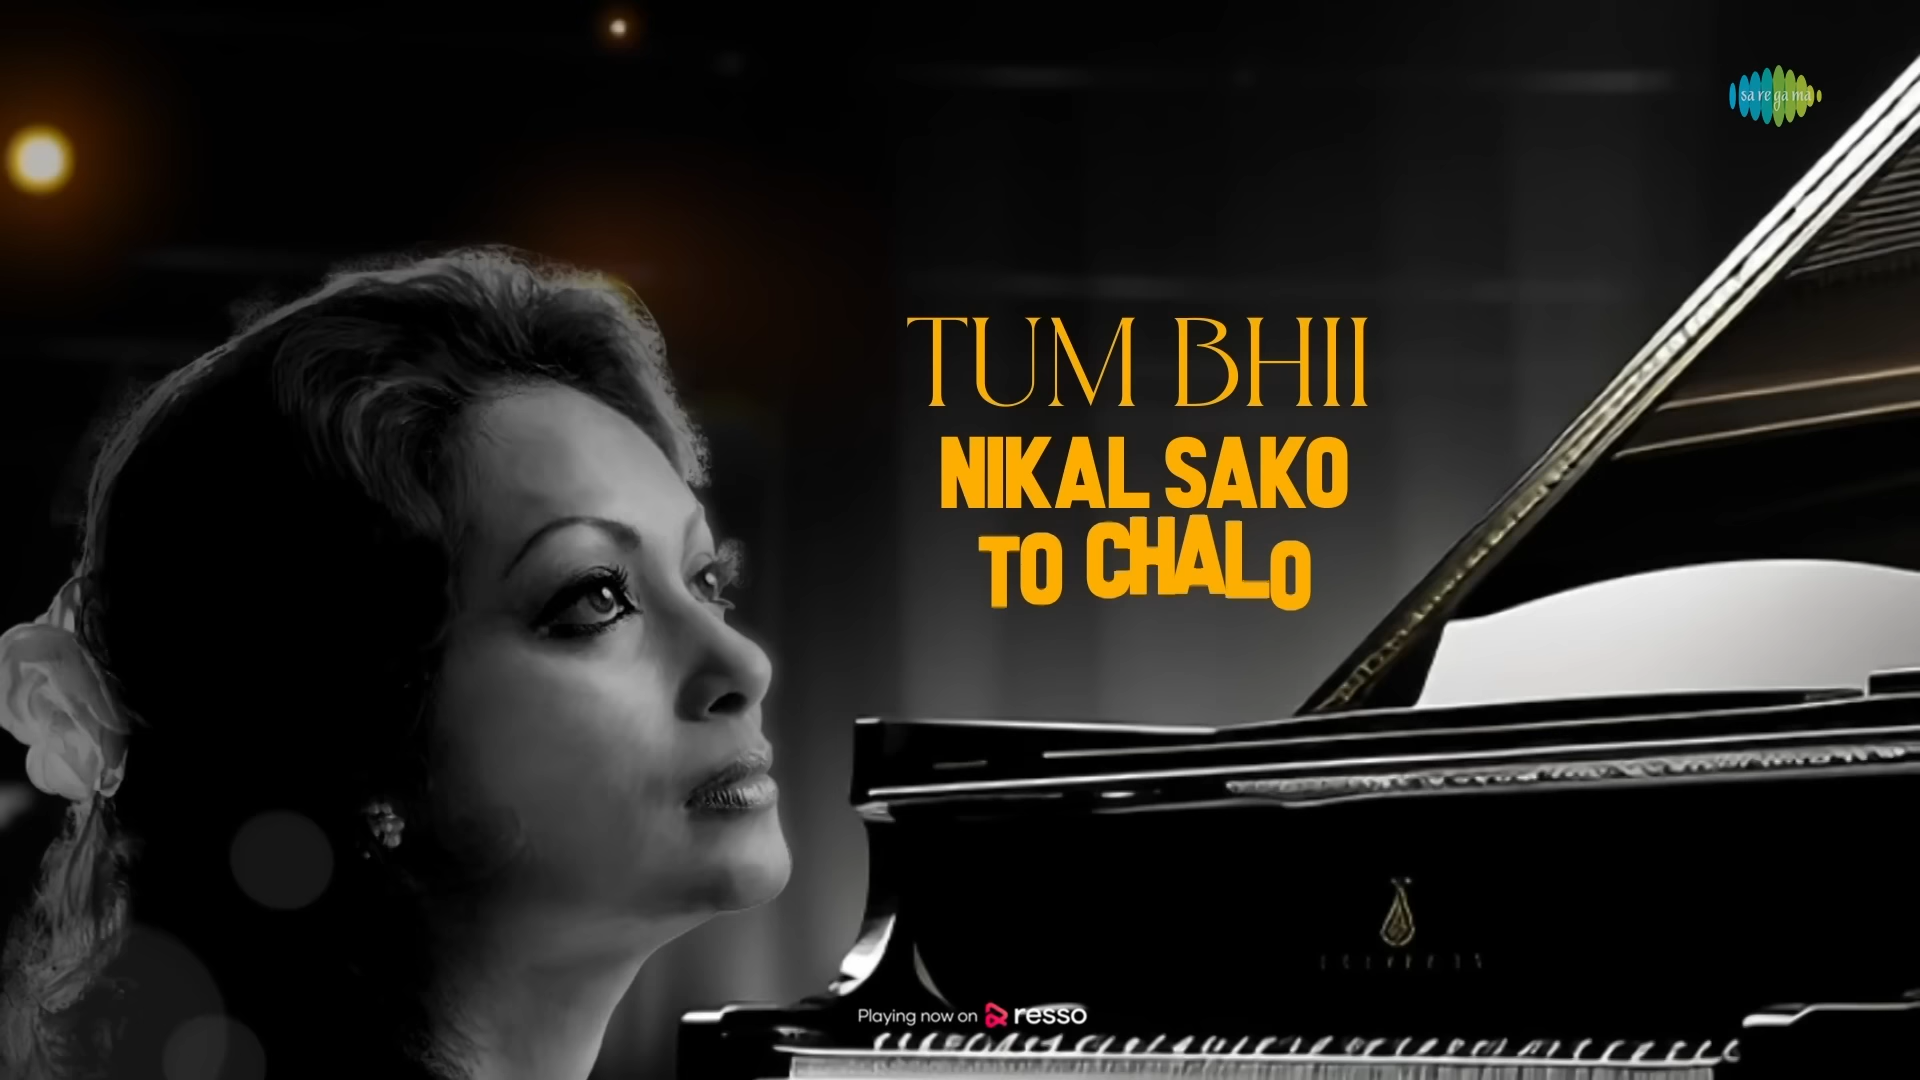 sa re ga ma
TUM BHII
NIKAL SAKO
TO CHALO
Playing now on resso